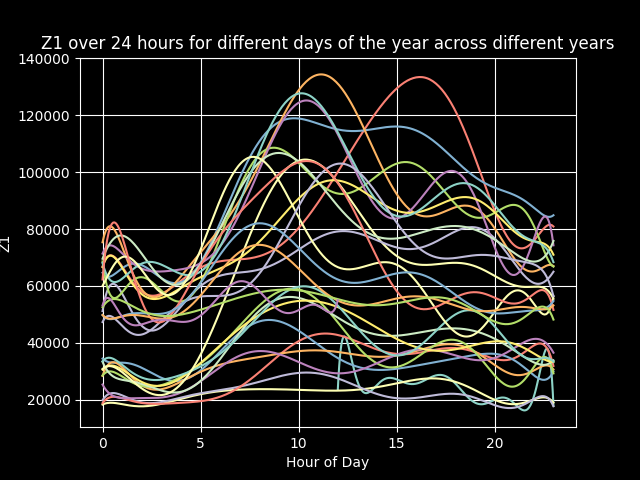 Z1 over 24 hours for different days of the year across different years
140000
120000
100000
80000
60000
40000
20000
Z1
0 5 10 15 20
Hour of Day